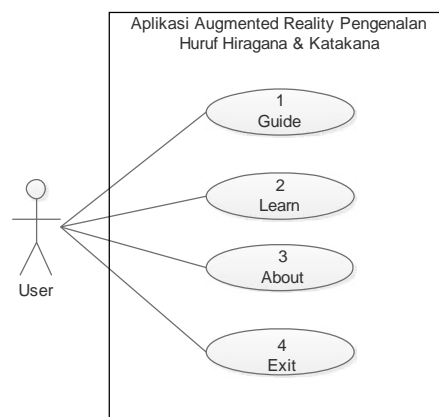 Aplikasi Augmented Reality Pengenalan
Huruf Hiragana & Katakana
1
Guide
2
Learn
3
About
4
Exit
User